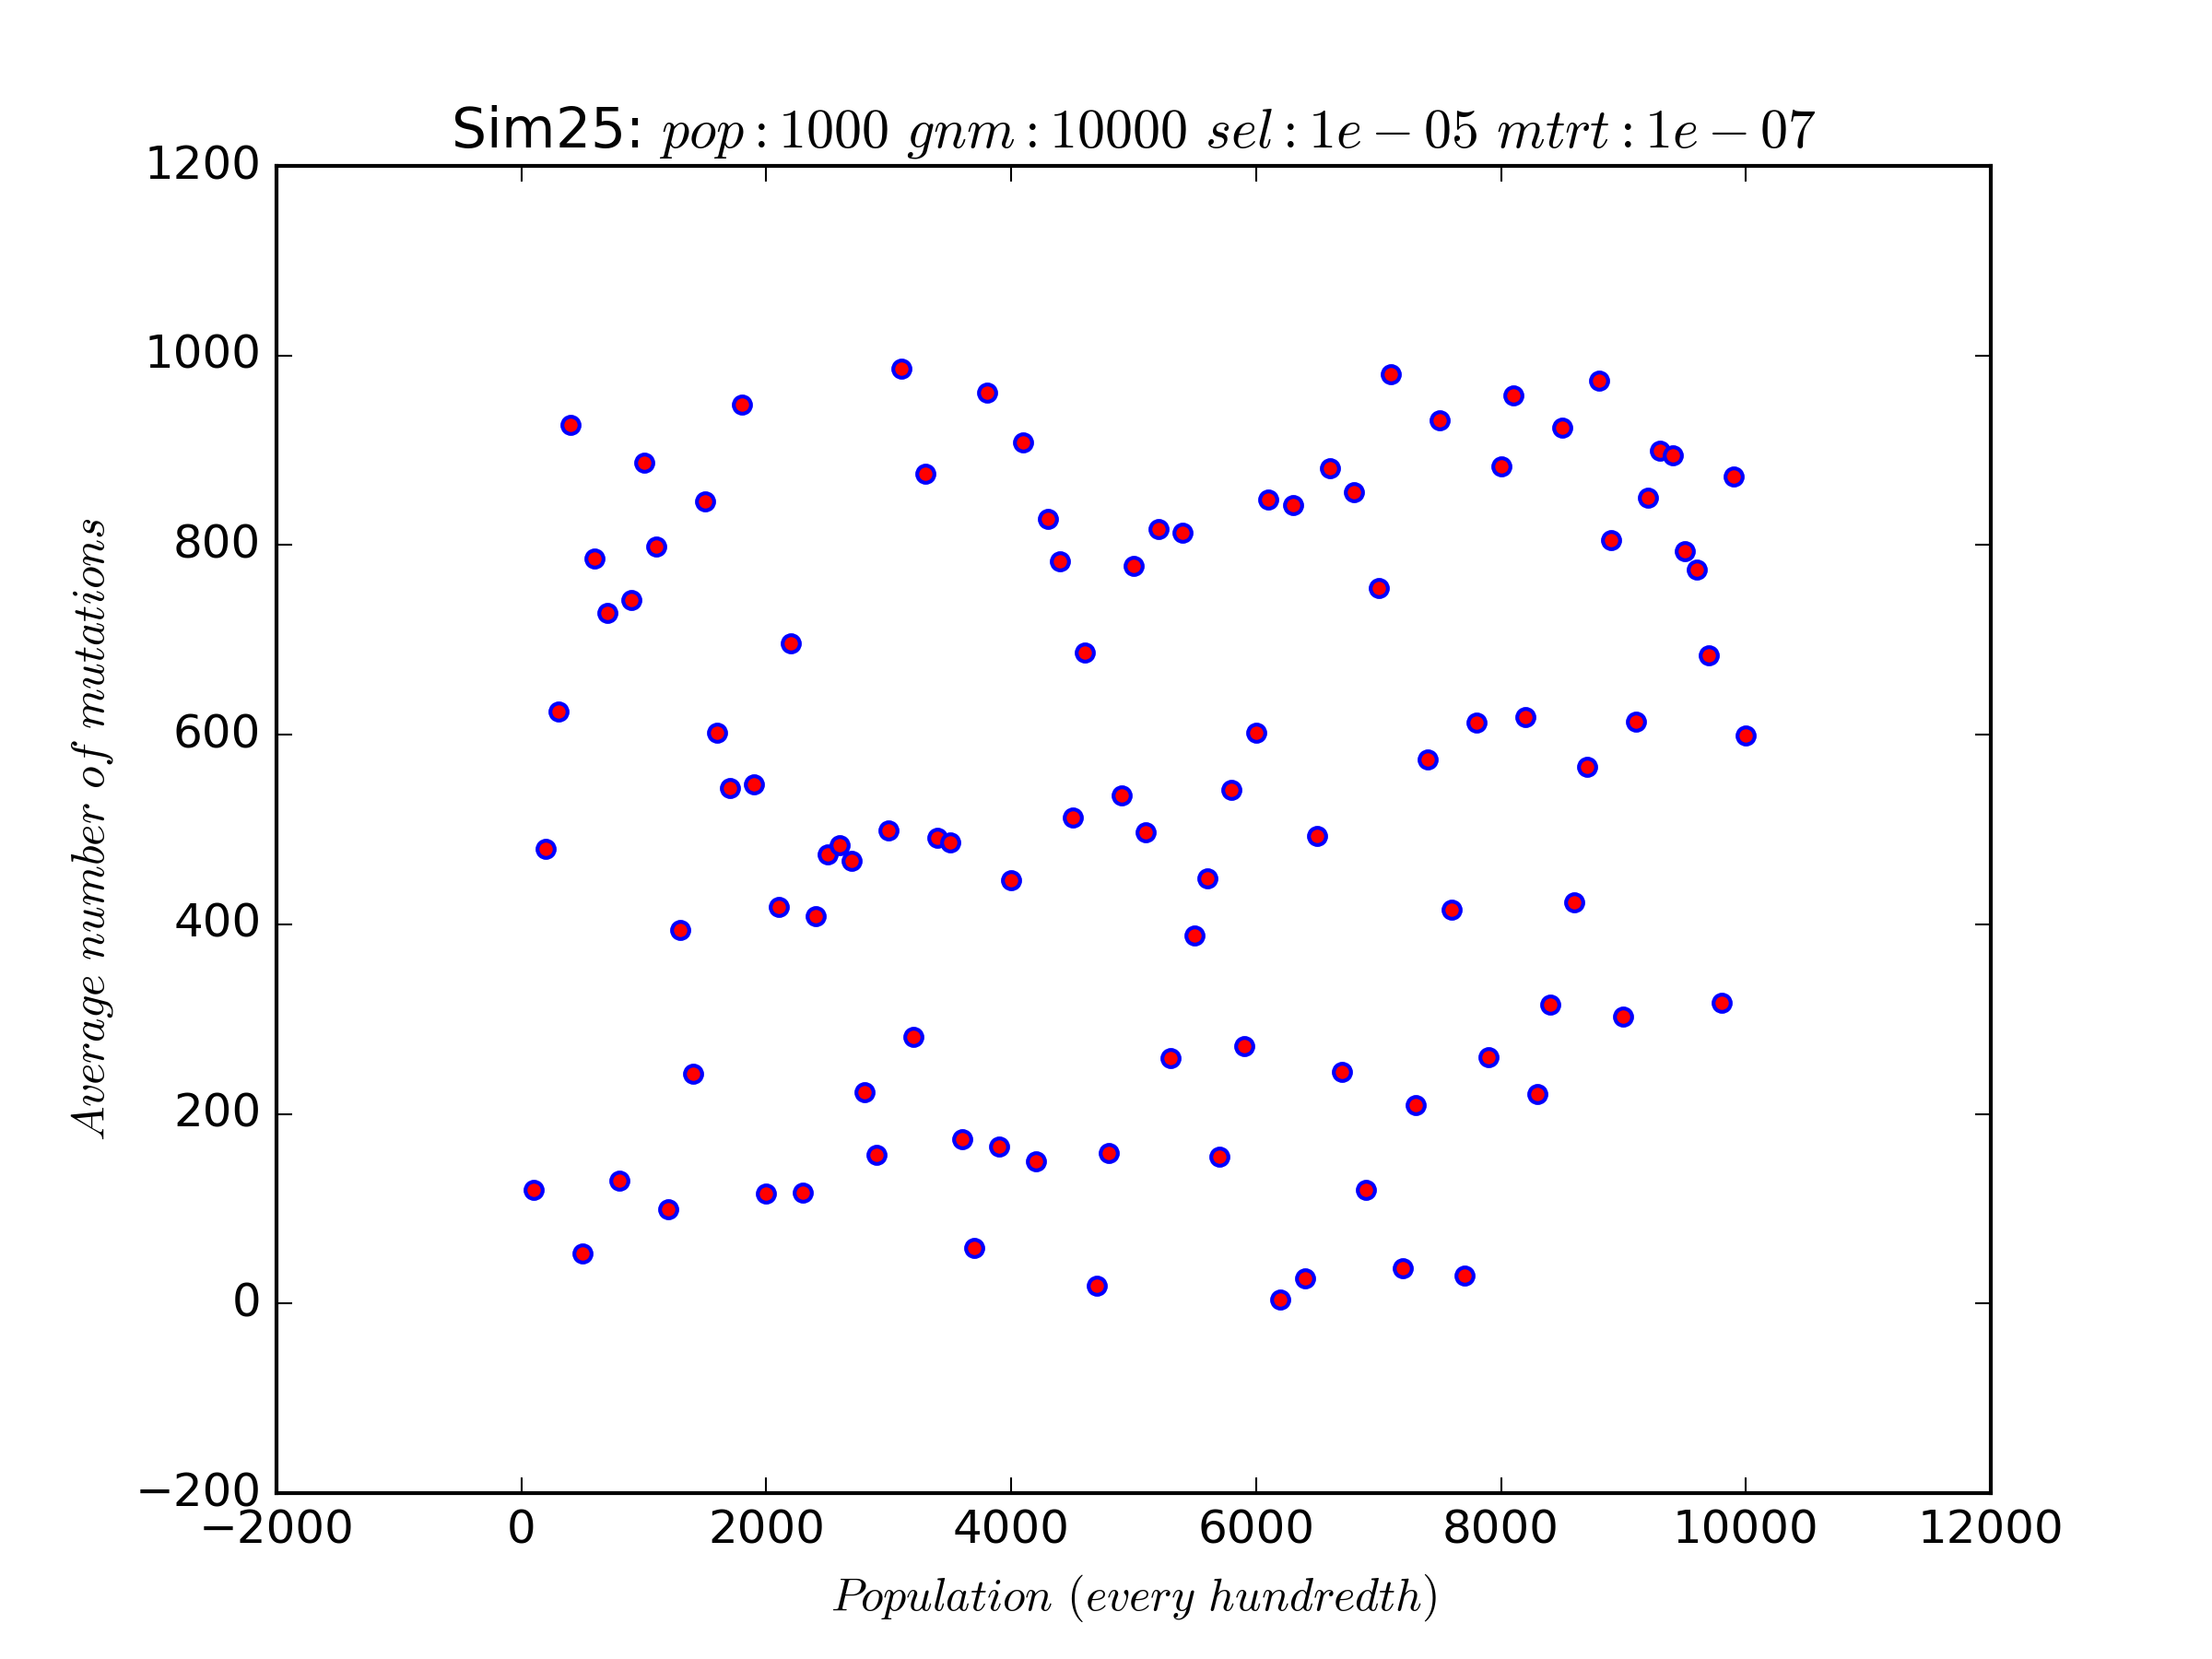 Sim25: pop : 1000 gnm : 10000 sel : 1e − 05 mtrt : 1e − 07
1200
1000
800
600
400
200
0
−200
Average number of mutations
−2000 0 2000 4000 6000 8000 10000 12000
Population (every hundredth)